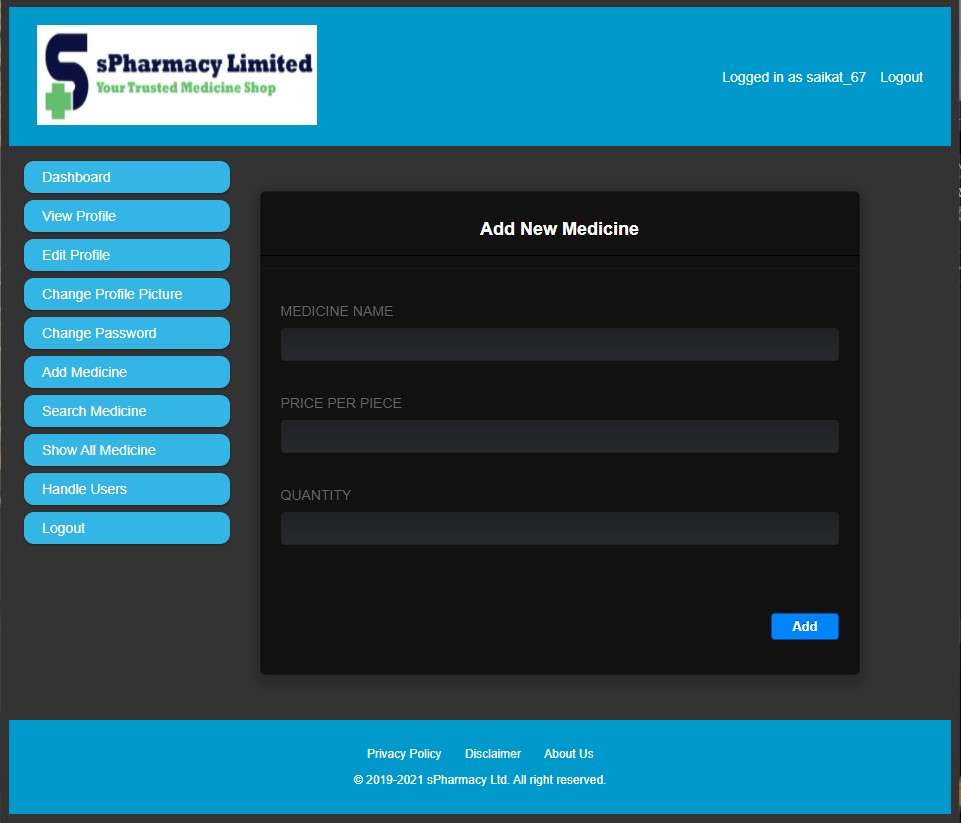 sPharmacy Limited
Your Trusted Medicine Shop
Logged in as saikat_67 Logout
Dashboard
View Profile
Edit Profile
Change Profile Picture
Change Password
Add Medicine
Search Medicine
Show All Medicine
Handle Users
Logout
Add New Medicine
MEDICINE NAME
PRICE PER PIECE
QUANTITY
Add
Privacy Policy Disclaimer About Us
© 2019-2021 sPharmacy Ltd. All right reserved.